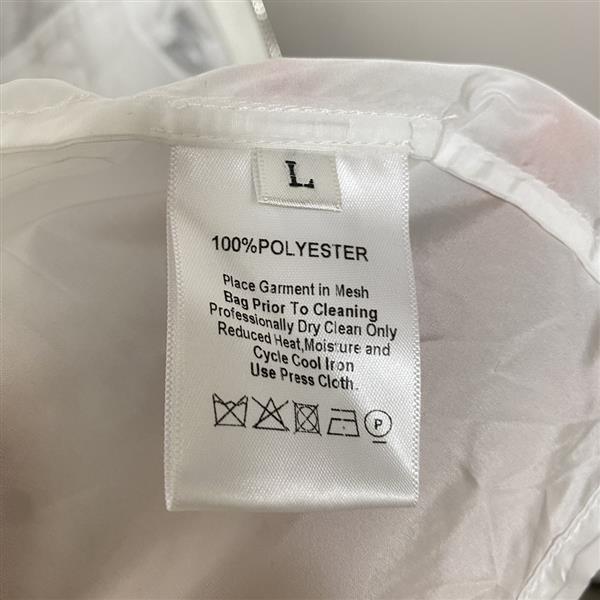 L
100%POLYESTER
Place Garment in Mesh
Bag Prior To Cleaning
Professionally Dry Clean Only
Reduced Heat,Moisture and
Cycle Cool Iron
Use Press Cloth.
P